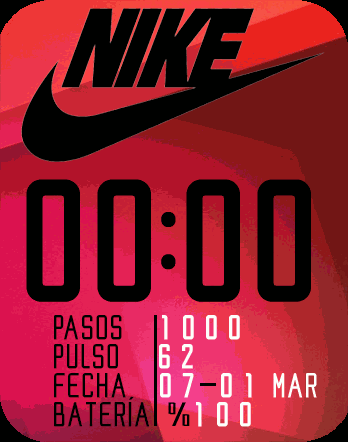 NIKE
00:00
PASOS 1000
PULSO 62
FECHA 07-01 MAR
BATERÍA %100